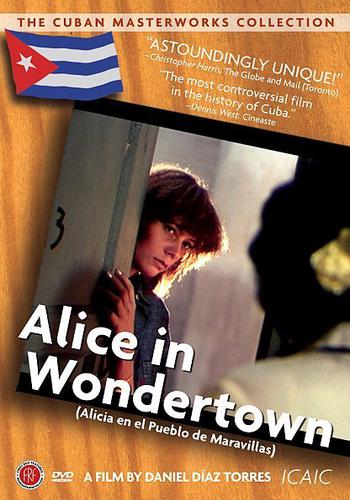 THE CUBAN MASTERWORKS COLLECTION
"ASTOUNDINGLY UNIQUE!"
–Christopher Harris, The Globe and Mail (Toronto)
"The most controversial film
in the history of Cuba."
–Dennis West, Cineaste
3
Alice in
Wondertown
(Alicia en el Pueblo de Maravillas)
FRF
DVD
A FILM BY DANIEL DÍAZ TORRES
ICAIC